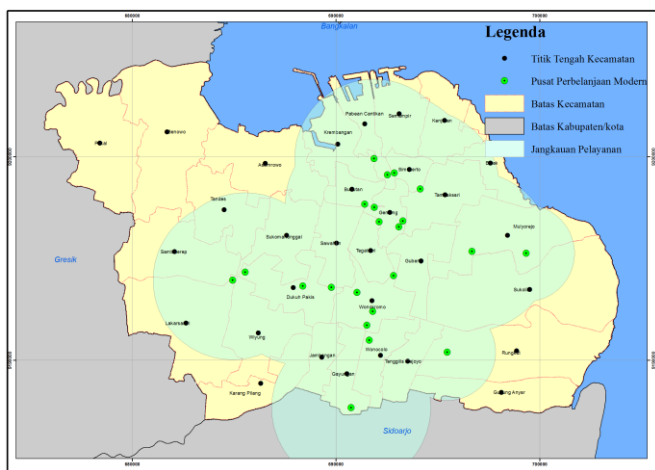 Bangkalan
Legenda
Titik Tengah Kecamatan
Pusat Perbelanjaan Modern
Batas Kecamatan
Batas Kabupaten/kota
Jangkauan Pelayanan
Pabean Cantikan
Semampir
Kenjeran
Krembangan
Benowo
Pakal
Asemrowo
Simokerto
Bulak
Bubutan
Tambaksari
Tandes
Genteng
Sukomanunggal
Sawahan
Tegalsari
Mulyorejo
Sambikerep
Gubeng
Gresik
Dukuh Pakis
Sukolilo
Wonokromo
Lakarsantri
Wiyung
Jambangan
Wonocolo
Tenggilis Mejoyo
Rungkut
Gayungan
Karang Pilang
Gunung Anyar
Sidoarjo